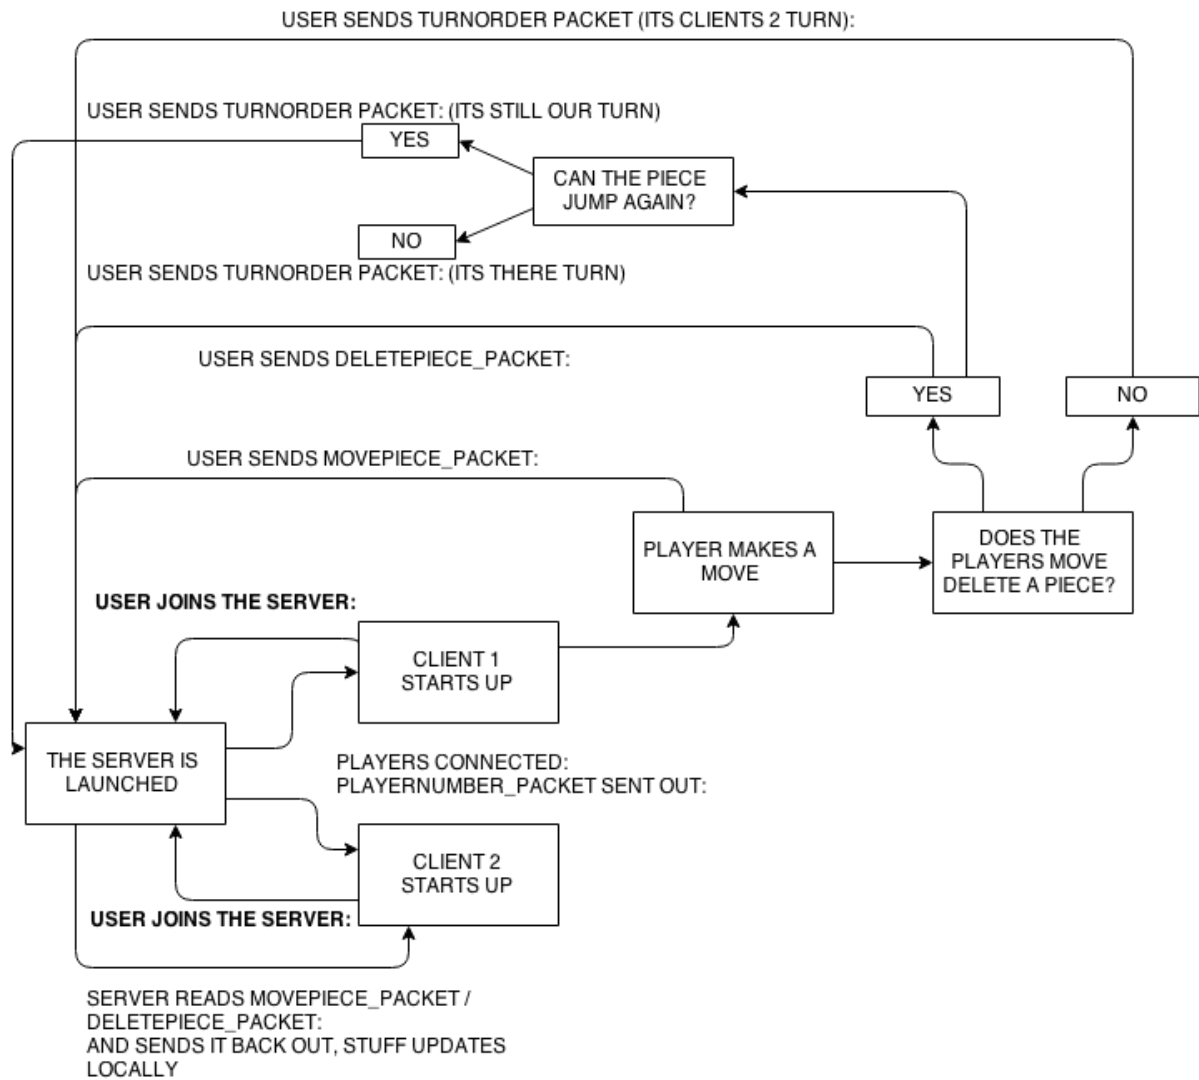 USER SENDS TURNORDER PACKET (ITS CLIENTS 2 TURN):
USER SENDS TURNORDER PACKET: (ITS STILL OUR TURN)
YES
CAN THE PIECE
JUMP AGAIN?
NO
USER SENDS TURNORDER PACKET: (ITS THERE TURN)
USER SENDS DELETEPIECE_PACKET:
YES
NO
USER SENDS MOVEPIECE_PACKET:
PLAYER MAKES A
MOVE
DOES THE
PLAYERS MOVE
DELETE A PIECE?
USER JOINS THE SERVER:
CLIENT 1
STARTS UP
THE SERVER IS
LAUNCHED
PLAYERS CONNECTED:
PLAYERNUMBER_PACKET SENT OUT:
CLIENT 2
STARTS UP
USER JOINS THE SERVER:
SERVER READS MOVEPIECE_PACKET /
DELETEPIECE_PACKET:
AND SENDS IT BACK OUT, STUFF UPDATES
LOCALLY